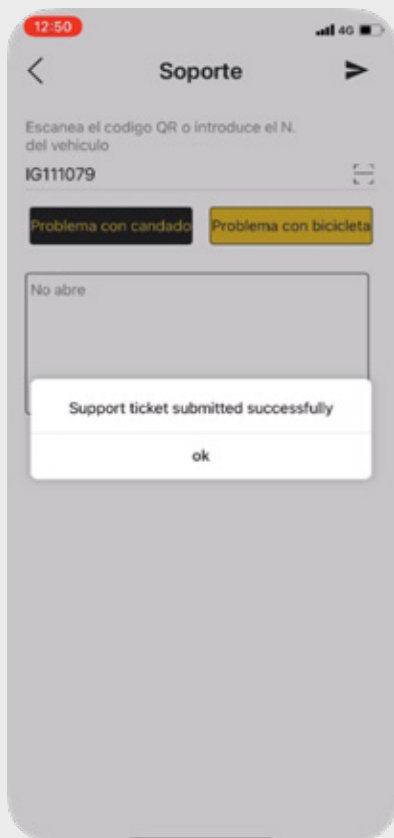 12:50
4G
Soporte
Escanea el codigo QR o introduce el N.
del vehiculo
IG111079
Problema con candado
Problema con bicicleta
No abre
Support ticket submitted successfully
ok